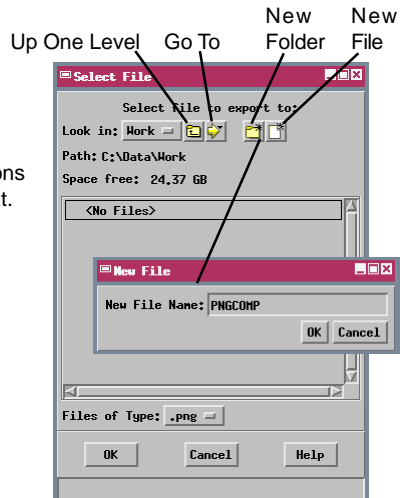 New New
Up One Level Go To Folder File
Select File
Select file to export to:
Look in: Work
Path: C:\Data\Work
ons
Space free: 24.37 GB
t.
<No Files>
New File
New File Name: PNGCOMP
OK Cancel
Files of Type: .png
OK Cancel Help